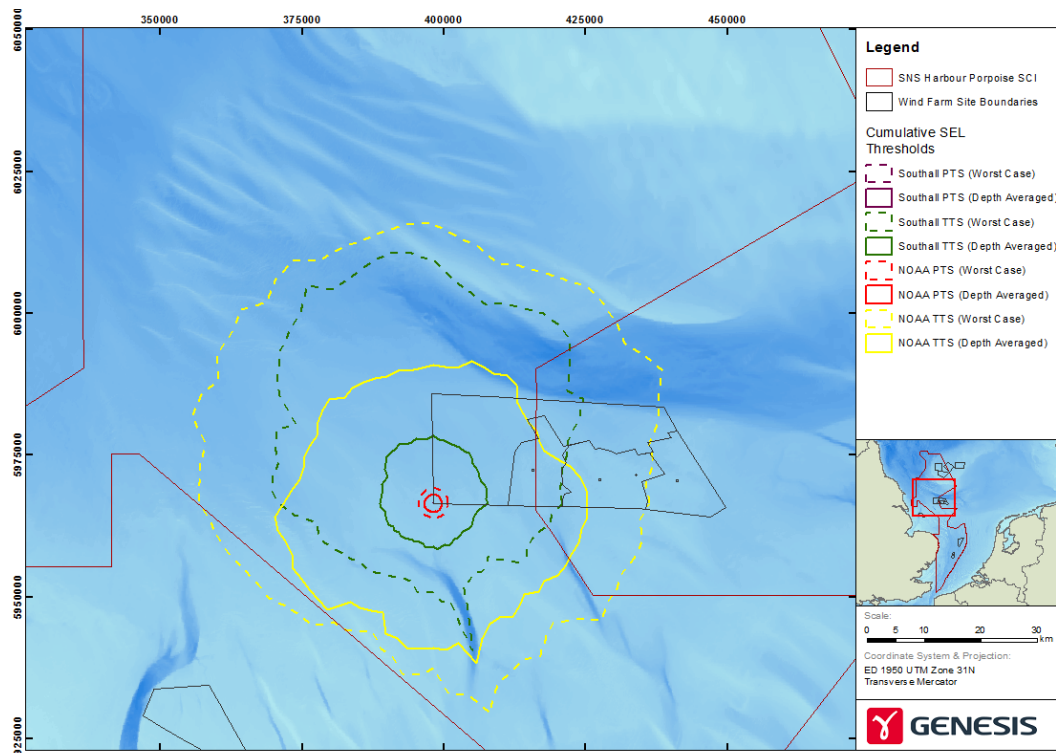 350000 375000 400000 425000 450000
6050000
6025000
6000000
5975000
5950000
5925000
Legend
SNS Harbour Porpoise SCI
Wind Farm Site Boundaries
Cumulative SEL
Thresholds
Southall PTS (Worst Case)
Southall PTS (Depth Averaged)
Southall TTS (Worst Case)
Southall TTS (Depth Averaged)
NOAA PTS (Worst Case)
NOAA PTS (Depth Averaged)
NOAA TTS (Worst Case)
NOAA TTS (Depth Averaged)
Scale:
0 5 10 20 30
km
Coordinate System & Projection:
ED 1950 UTM Zone 31N
Transverse Mercator
GENESIS